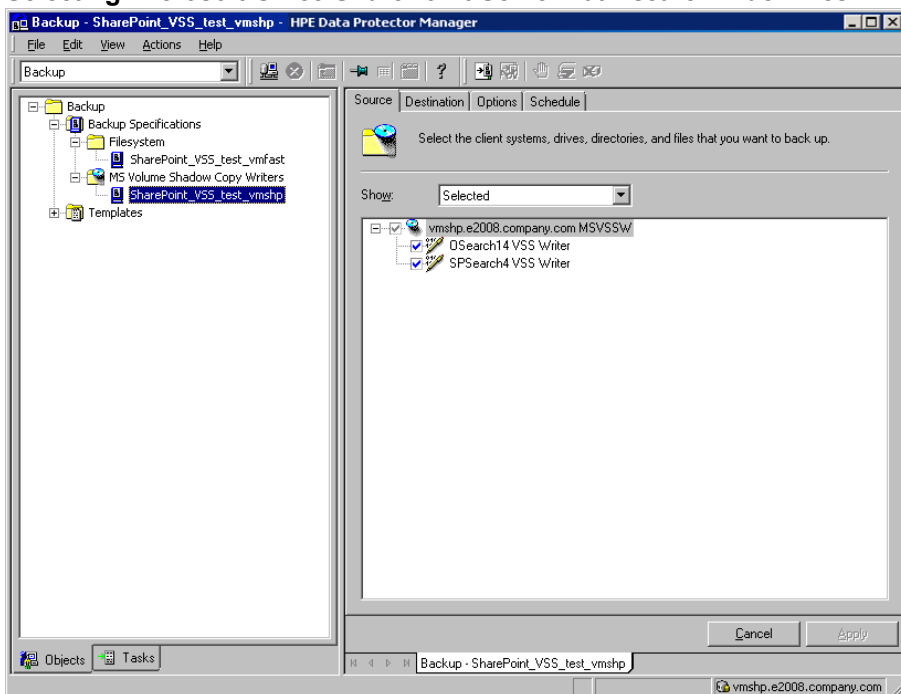 Backup - SharePoint_VSS_test_vmshp - HPE Data Protector Manager
File Edit View Actions Help
Backup
Backup
Backup Specifications
Filesystem
SharePoint_VSS_test_vmfast
MS Volume Shadow Copy Writers
SharePoint_VSS_test_vmshp
Templates
Source Destination Options Schedule
Select the client systems, drives, directories, and files that you want to back up.
Show: Selected
vmshp.e2008.company.com MSVSSW
OSearch14 VSS Writer
SPSearch4 VSS Writer
Cancel Apply
Objects Tasks
Backup - SharePoint_VSS_test_vmshp
vmshp.e2008.company.com